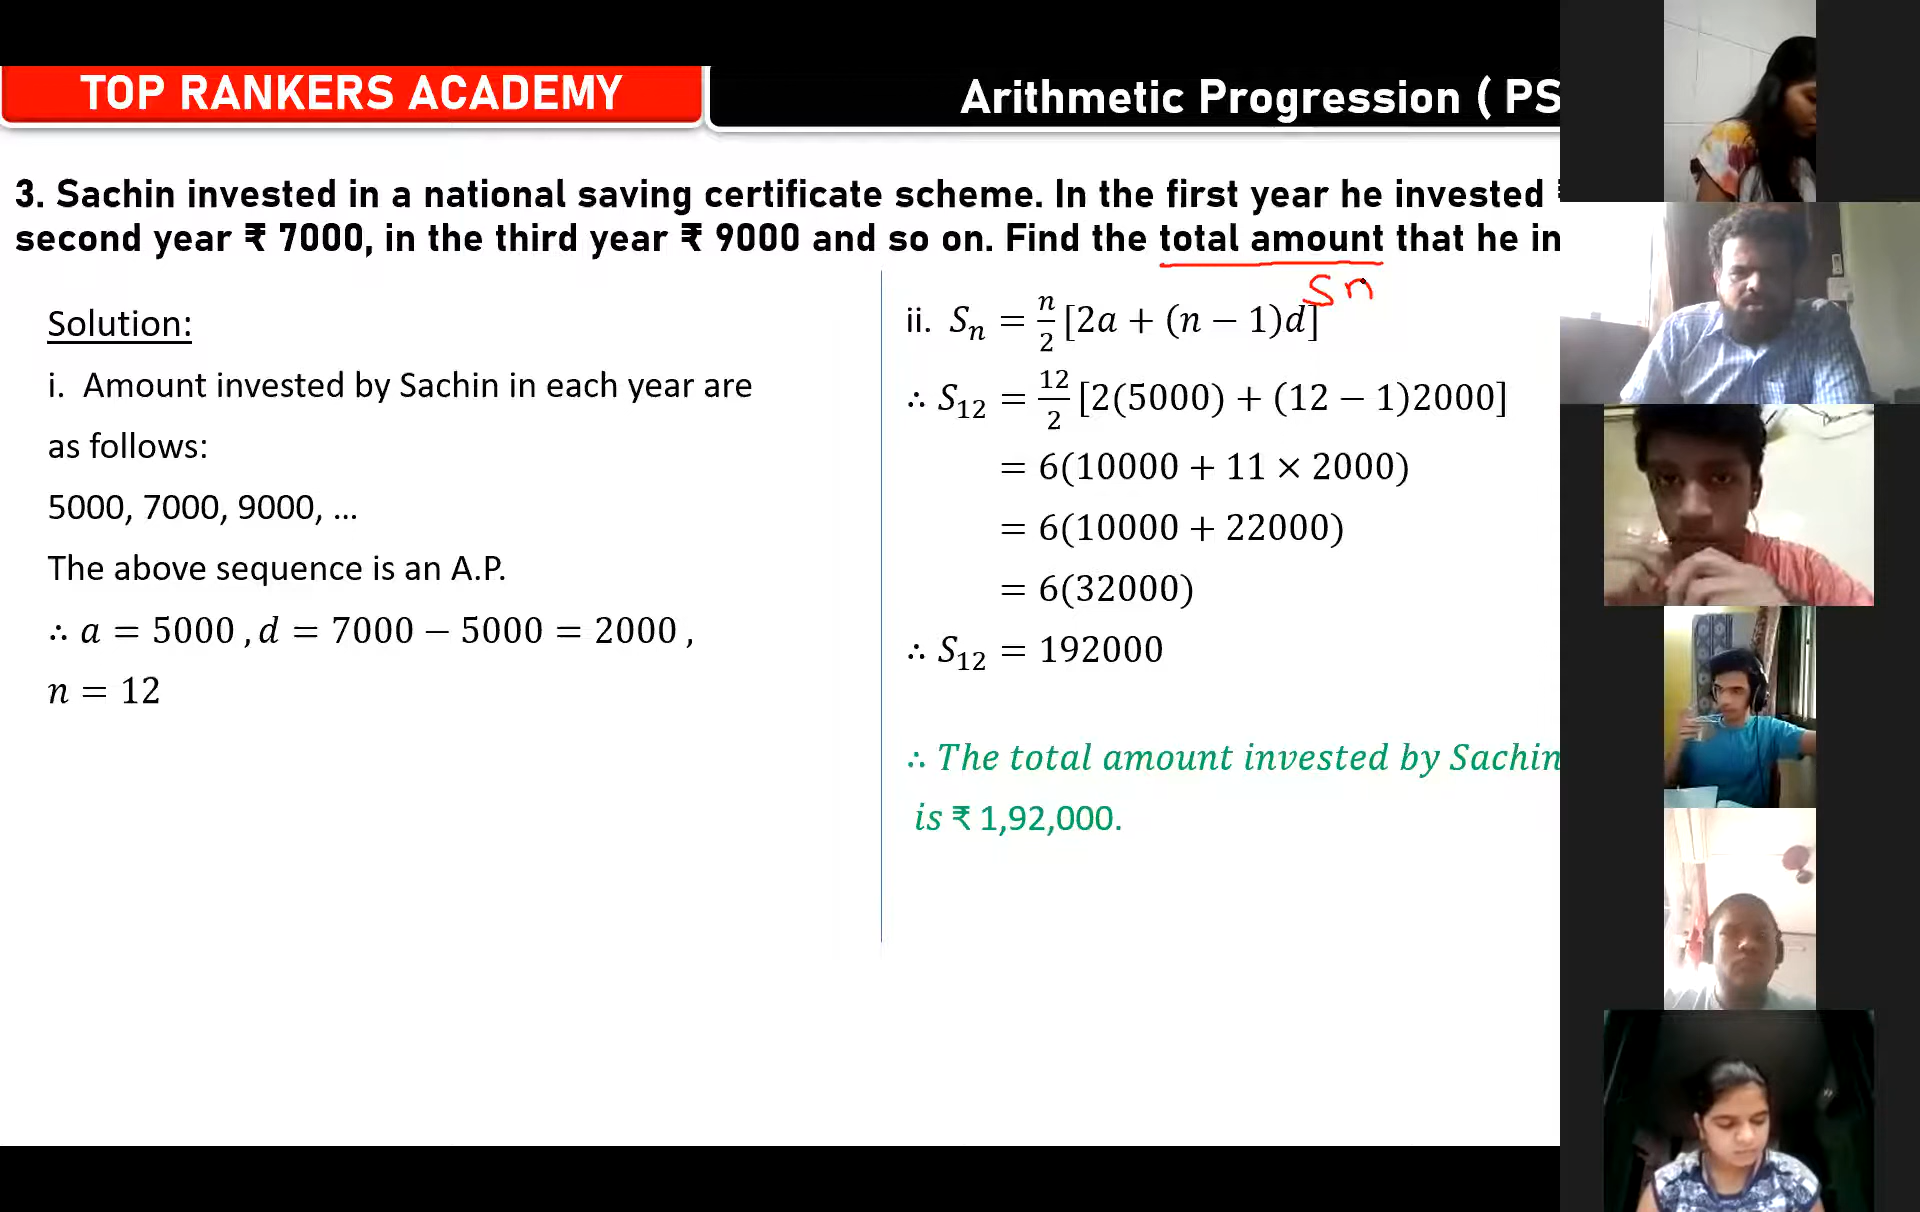 TOP RANKERS ACADEMY
Arithmetic Progression ( PS
3. Sachin invested in a national saving certificate scheme. In the first year he invested ₹
second year ₹ 7000, in the third year ₹ 9000 and so on. Find the total amount that he in
Sn
Solution:
i. Amount invested by Sachin in each year are
as follows:
5000, 7000, 9000, ...
The above sequence is an A.P.
∴ a = 5000 , d = 7000 − 5000 = 2000 ,
n = 12
ii. Sₙ = n/2 [2a + (n − 1)d]
∴ S₁₂ = 12/2 [2(5000) + (12 − 1)2000]
= 6(10000 + 11 × 2000)
= 6(10000 + 22000)
= 6(32000)
∴ S₁₂ = 192000
∴ The total amount invested by Sachin
is ₹ 1,92,000.